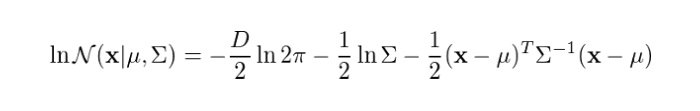 ln 𝒩(𝐱|μ, Σ) = −D/2 ln 2π − 1/2 ln Σ − 1/2 (𝐱 − μ)ᵀ Σ⁻¹ (𝐱 − μ)